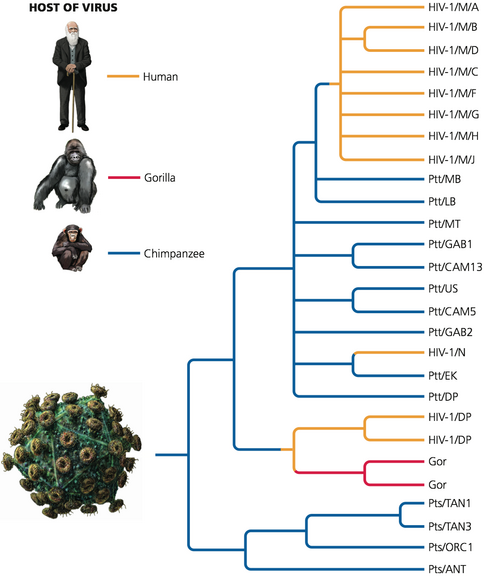 HOST OF VIRUS
Human
Gorilla
Chimpanzee
HIV-1/M/A
HIV-1/M/B
HIV-1/M/D
HIV-1/M/C
HIV-1/M/F
HIV-1/M/G
HIV-1/M/H
HIV-1/M/J
Ptt/MB
Ptt/LB
Ptt/MT
Ptt/GAB1
Ptt/CAM13
Ptt/US
Ptt/CAM5
Ptt/GAB2
HIV-1/N
Ptt/EK
Ptt/DP
HIV-1/DP
HIV-1/DP
Gor
Gor
Pts/TAN1
Pts/TAN3
Pts/ORC1
Pts/ANT